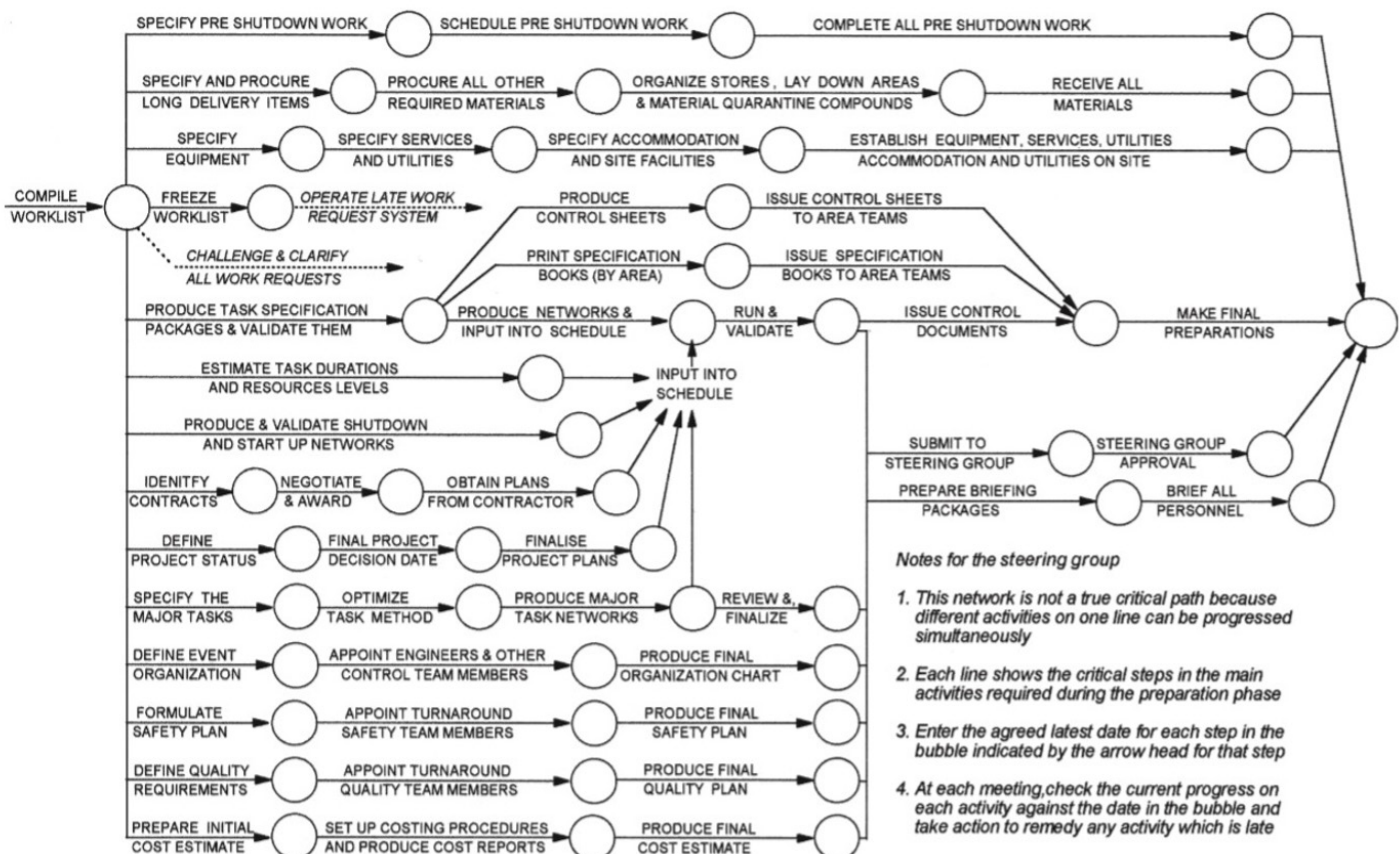 SPECIFY PRE SHUTDOWN WORK
SCHEDULE PRE SHUTDOWN WORK
COMPLETE ALL PRE SHUTDOWN WORK
SPECIFY AND PROCURE
LONG DELIVERY ITEMS
PROCURE ALL OTHER
REQUIRED MATERIALS
ORGANIZE STORES, LAY DOWN AREAS
& MATERIAL QUARANTINE COMPOUNDS
RECEIVE ALL
MATERIALS
SPECIFY
EQUIPMENT
SPECIFY SERVICES
AND UTILITIES
SPECIFY ACCOMMODATION
AND SITE FACILITIES
ESTABLISH EQUIPMENT, SERVICES, UTILITIES
ACCOMMODATION AND UTILITIES ON SITE
COMPILE
WORKLIST
FREEZE
WORKLIST
OPERATE LATE WORK
REQUEST SYSTEM
PRODUCE
CONTROL SHEETS
ISSUE CONTROL SHEETS
TO AREA TEAMS
CHALLENGE & CLARIFY
ALL WORK REQUESTS
PRINT SPECIFICATION
BOOKS (BY AREA)
ISSUE SPECIFICATION
BOOKS TO AREA TEAMS
PRODUCE TASK SPECIFICATION
PACKAGES & VALIDATE THEM
PRODUCE NETWORKS &
INPUT INTO SCHEDULE
RUN &
VALIDATE
ISSUE CONTROL
DOCUMENTS
MAKE FINAL
PREPARATIONS
ESTIMATE TASK DURATIONS
AND RESOURCES LEVELS
INPUT INTO
SCHEDULE
PRODUCE & VALIDATE SHUTDOWN
AND START UP NETWORKS
SUBMIT TO
STEERING GROUP
STEERING GROUP
APPROVAL
IDENITFY
CONTRACTS
NEGOTIATE
& AWARD
OBTAIN PLANS
FROM CONTRACTOR
PREPARE BRIEFING
PACKAGES
BRIEF ALL
PERSONNEL
DEFINE
PROJECT STATUS
FINAL PROJECT
DECISION DATE
FINALISE
PROJECT PLANS
SPECIFY THE
MAJOR TASKS
OPTIMIZE
TASK METHOD
PRODUCE MAJOR
TASK NETWORKS
REVIEW &,
FINALIZE
DEFINE EVENT
ORGANIZATION
APPOINT ENGINEERS & OTHER
CONTROL TEAM MEMBERS
PRODUCE FINAL
ORGANIZATION CHART
FORMULATE
SAFETY PLAN
APPOINT TURNAROUND
SAFETY TEAM MEMBERS
PRODUCE FINAL
SAFETY PLAN
DEFINE QUALITY
REQUIREMENTS
APPOINT TURNAROUND
QUALITY TEAM MEMBERS
PRODUCE FINAL
QUALITY PLAN
PREPARE INITIAL
COST ESTIMATE
SET UP COSTING PROCEDURES
AND PRODUCE COST REPORTS
PRODUCE FINAL
COST ESTIMATE
Notes for the steering group
1. This network is not a true critical path because
different activities on one line can be progressed
simultaneously
2. Each line shows the critical steps in the main
activities required during the preparation phase
3. Enter the agreed latest date for each step in the
bubble indicated by the arrow head for that step
4. At each meeting,check the current progress on
each activity against the date in the bubble and
take action to remedy any activity which is late